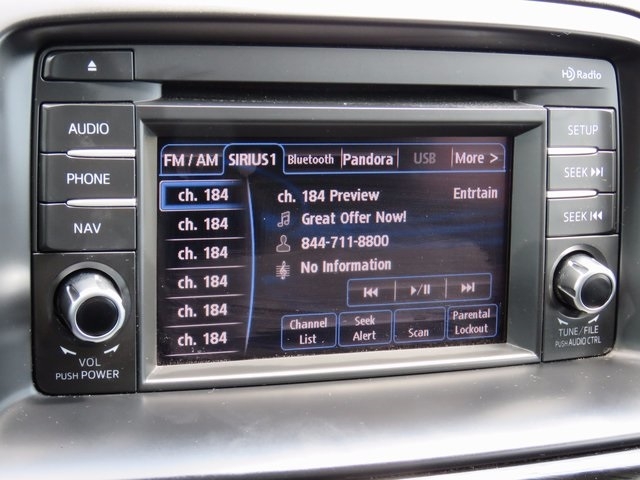 HD Radio
AUDIO
PHONE
NAV
VOL
PUSH POWER
FM / AM
SIRIUS1
Bluetooth
Pandora
USB
More >
ch. 184
ch. 184
ch. 184
ch. 184
ch. 184
ch. 184
ch. 184 Preview
Entrtain
Great Offer Now!
844-711-8800
No Information
Channel
List
Seek
Alert
Scan
Parental
Lockout
SETUP
SEEK
SEEK
TUNE/FILE
PUSH AUDIO CTRL